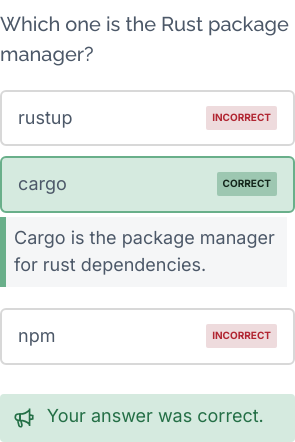 Which one is the Rust package
manager?
rustup INCORRECT
cargo CORRECT
Cargo is the package manager
for rust dependencies.
npm INCORRECT
Your answer was correct.